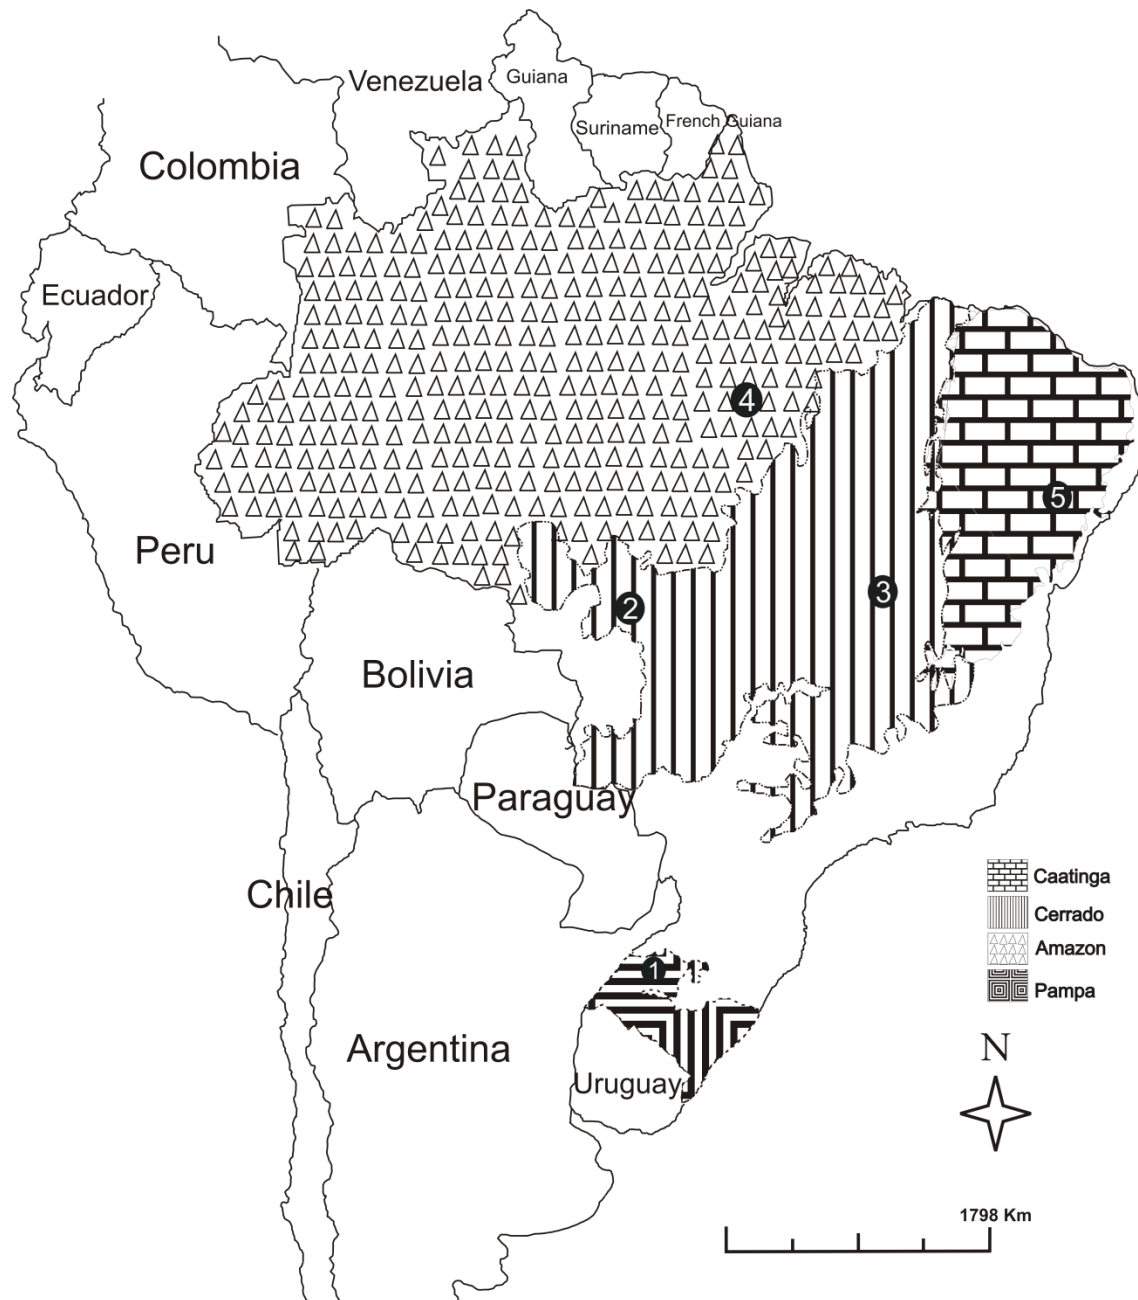 Venezuela
Guiana
Suriname
French Guiana
Colombia
Ecuador
4
5
Peru
2
3
Bolivia
Paraguay
Caatinga
Chile
Cerrado
Amazon
1
Pampa
Argentina
N
Uruguay
1798 Km